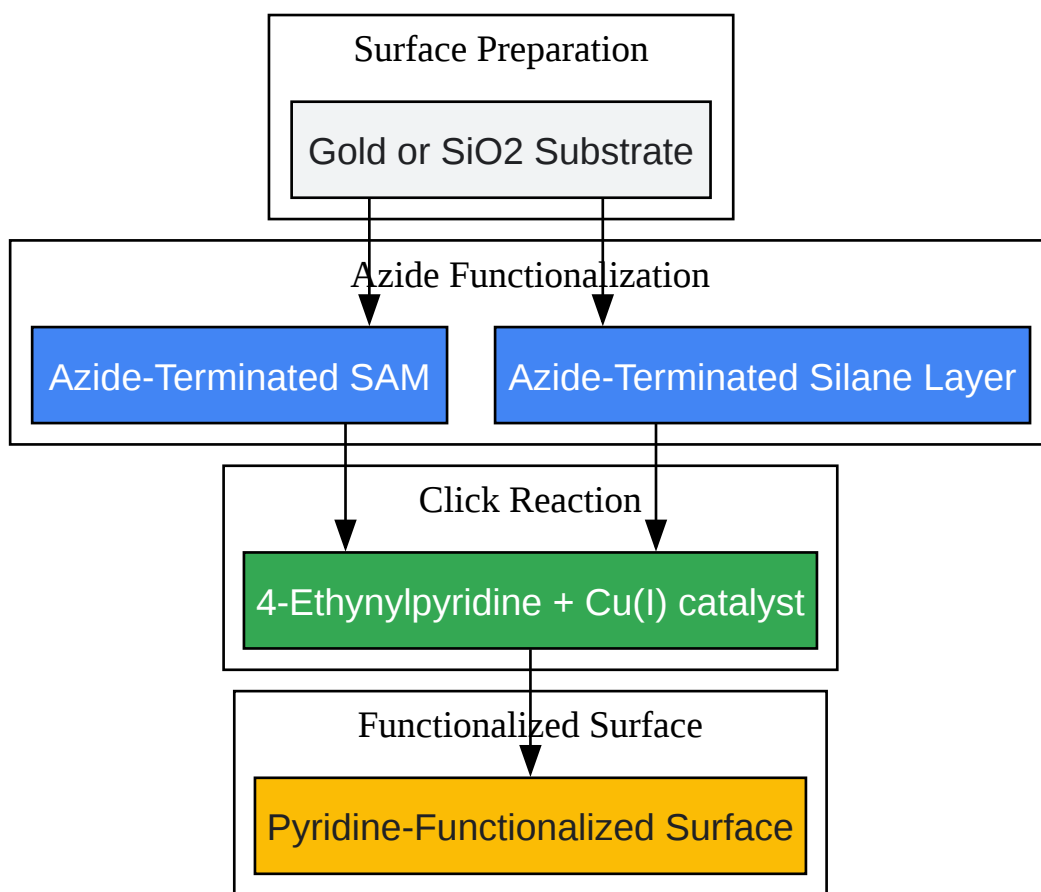 Surface Preparation
Gold or SiO2 Substrate
Azide Functionalization
Azide-Terminated SAM
Azide-Terminated Silane Layer
Click Reaction
4-Ethynylpyridine + Cu(I) catalyst
Functionalized Surface
Pyridine-Functionalized Surface